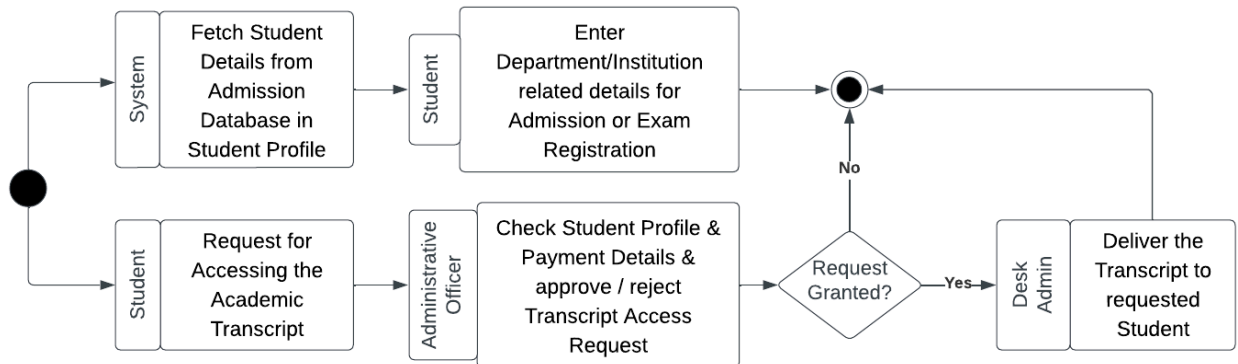 System
Fetch Student
Details from
Admission
Database in
Student Profile
Student
Enter
Department/Institution
related details for
Admission or Exam
Registration
Student
Request for
Accessing the
Academic
Transcript
Administrative
Officer
Check Student Profile &
Payment Details &
approve / reject
Transcript Access
Request
Request
Granted?
No
Yes
Desk
Admin
Deliver the
Transcript to
requested
Student